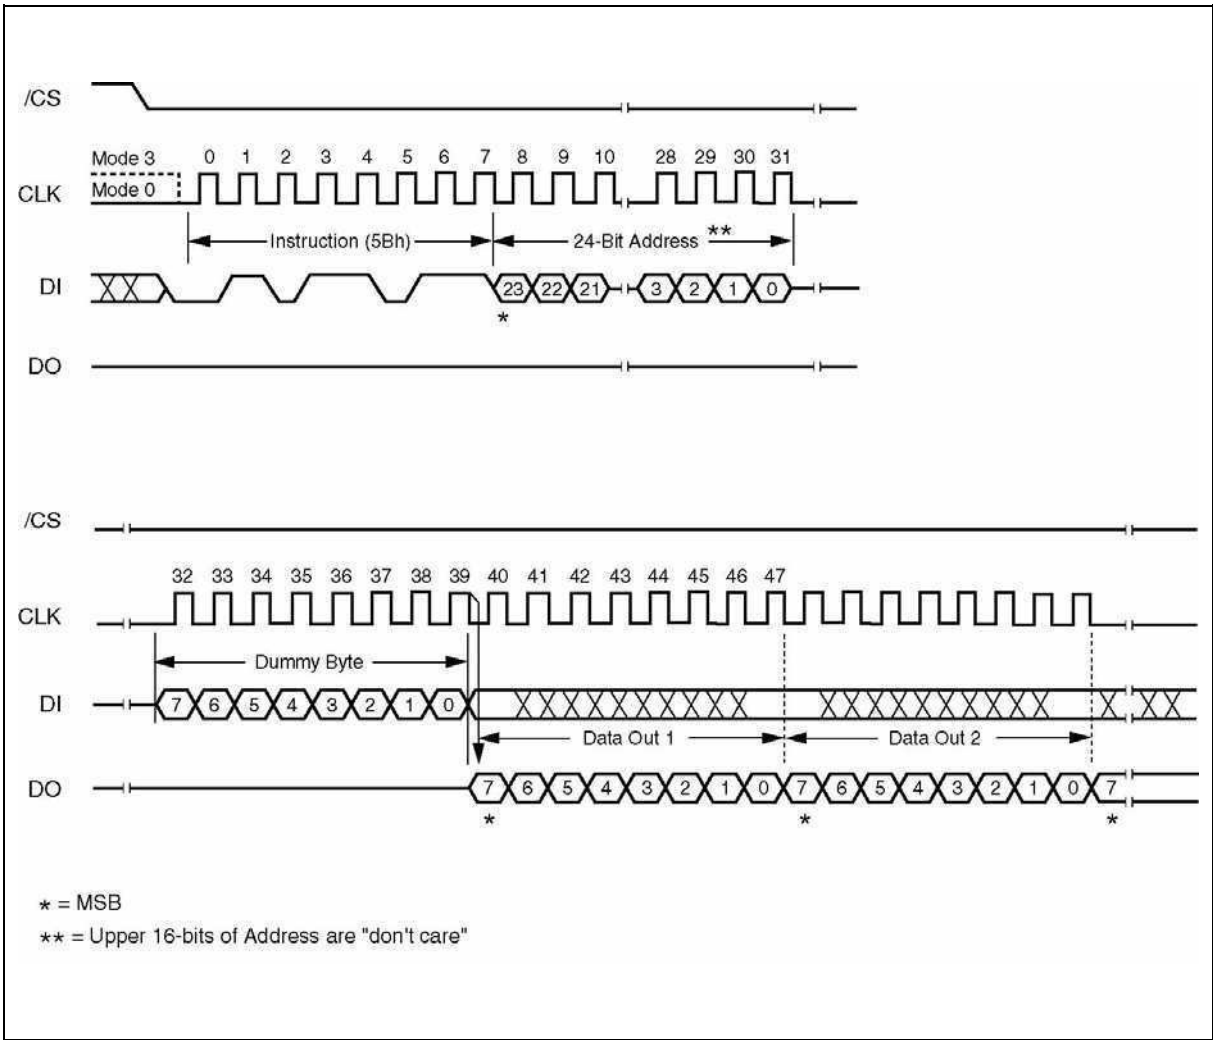 /CS
Mode 3 0 1 2 3 4 5 6 7 8 9 10 28 29 30 31
CLK Mode 0
Instruction (5Bh) 24-Bit Address **
DI 23 22 21 3 2 1 0
*
DO
/CS
32 33 34 35 36 37 38 39 40 41 42 43 44 45 46 47
CLK
Dummy Byte
DI 7 6 5 4 3 2 1 0
Data Out 1 Data Out 2
DO 7 6 5 4 3 2 1 0 7 6 5 4 3 2 1 0 7
* * *
* = MSB
** = Upper 16-bits of Address are "don't care"